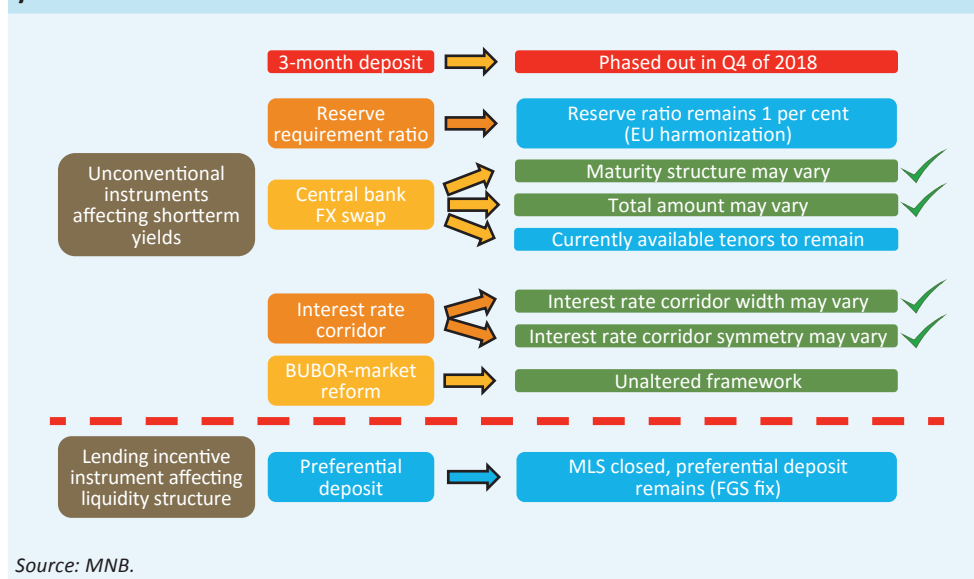 3-month deposit
Phased out in Q4 of 2018
Reserve
requirement ratio
Reserve ratio remains 1 per cent
(EU harmonization)
Unconventional
instruments
affecting shortterm
yields
Central bank
FX swap
Maturity structure may vary
Total amount may vary
Currently available tenors to remain
Interest rate
corridor
Interest rate corridor width may vary
Interest rate corridor symmetry may vary
BUBOR-market
reform
Unaltered framework
Lending incentive
instrument affecting
liquidity structure
Preferential
deposit
MLS closed, preferential deposit
remains (FGS fix)
Source: MNB.